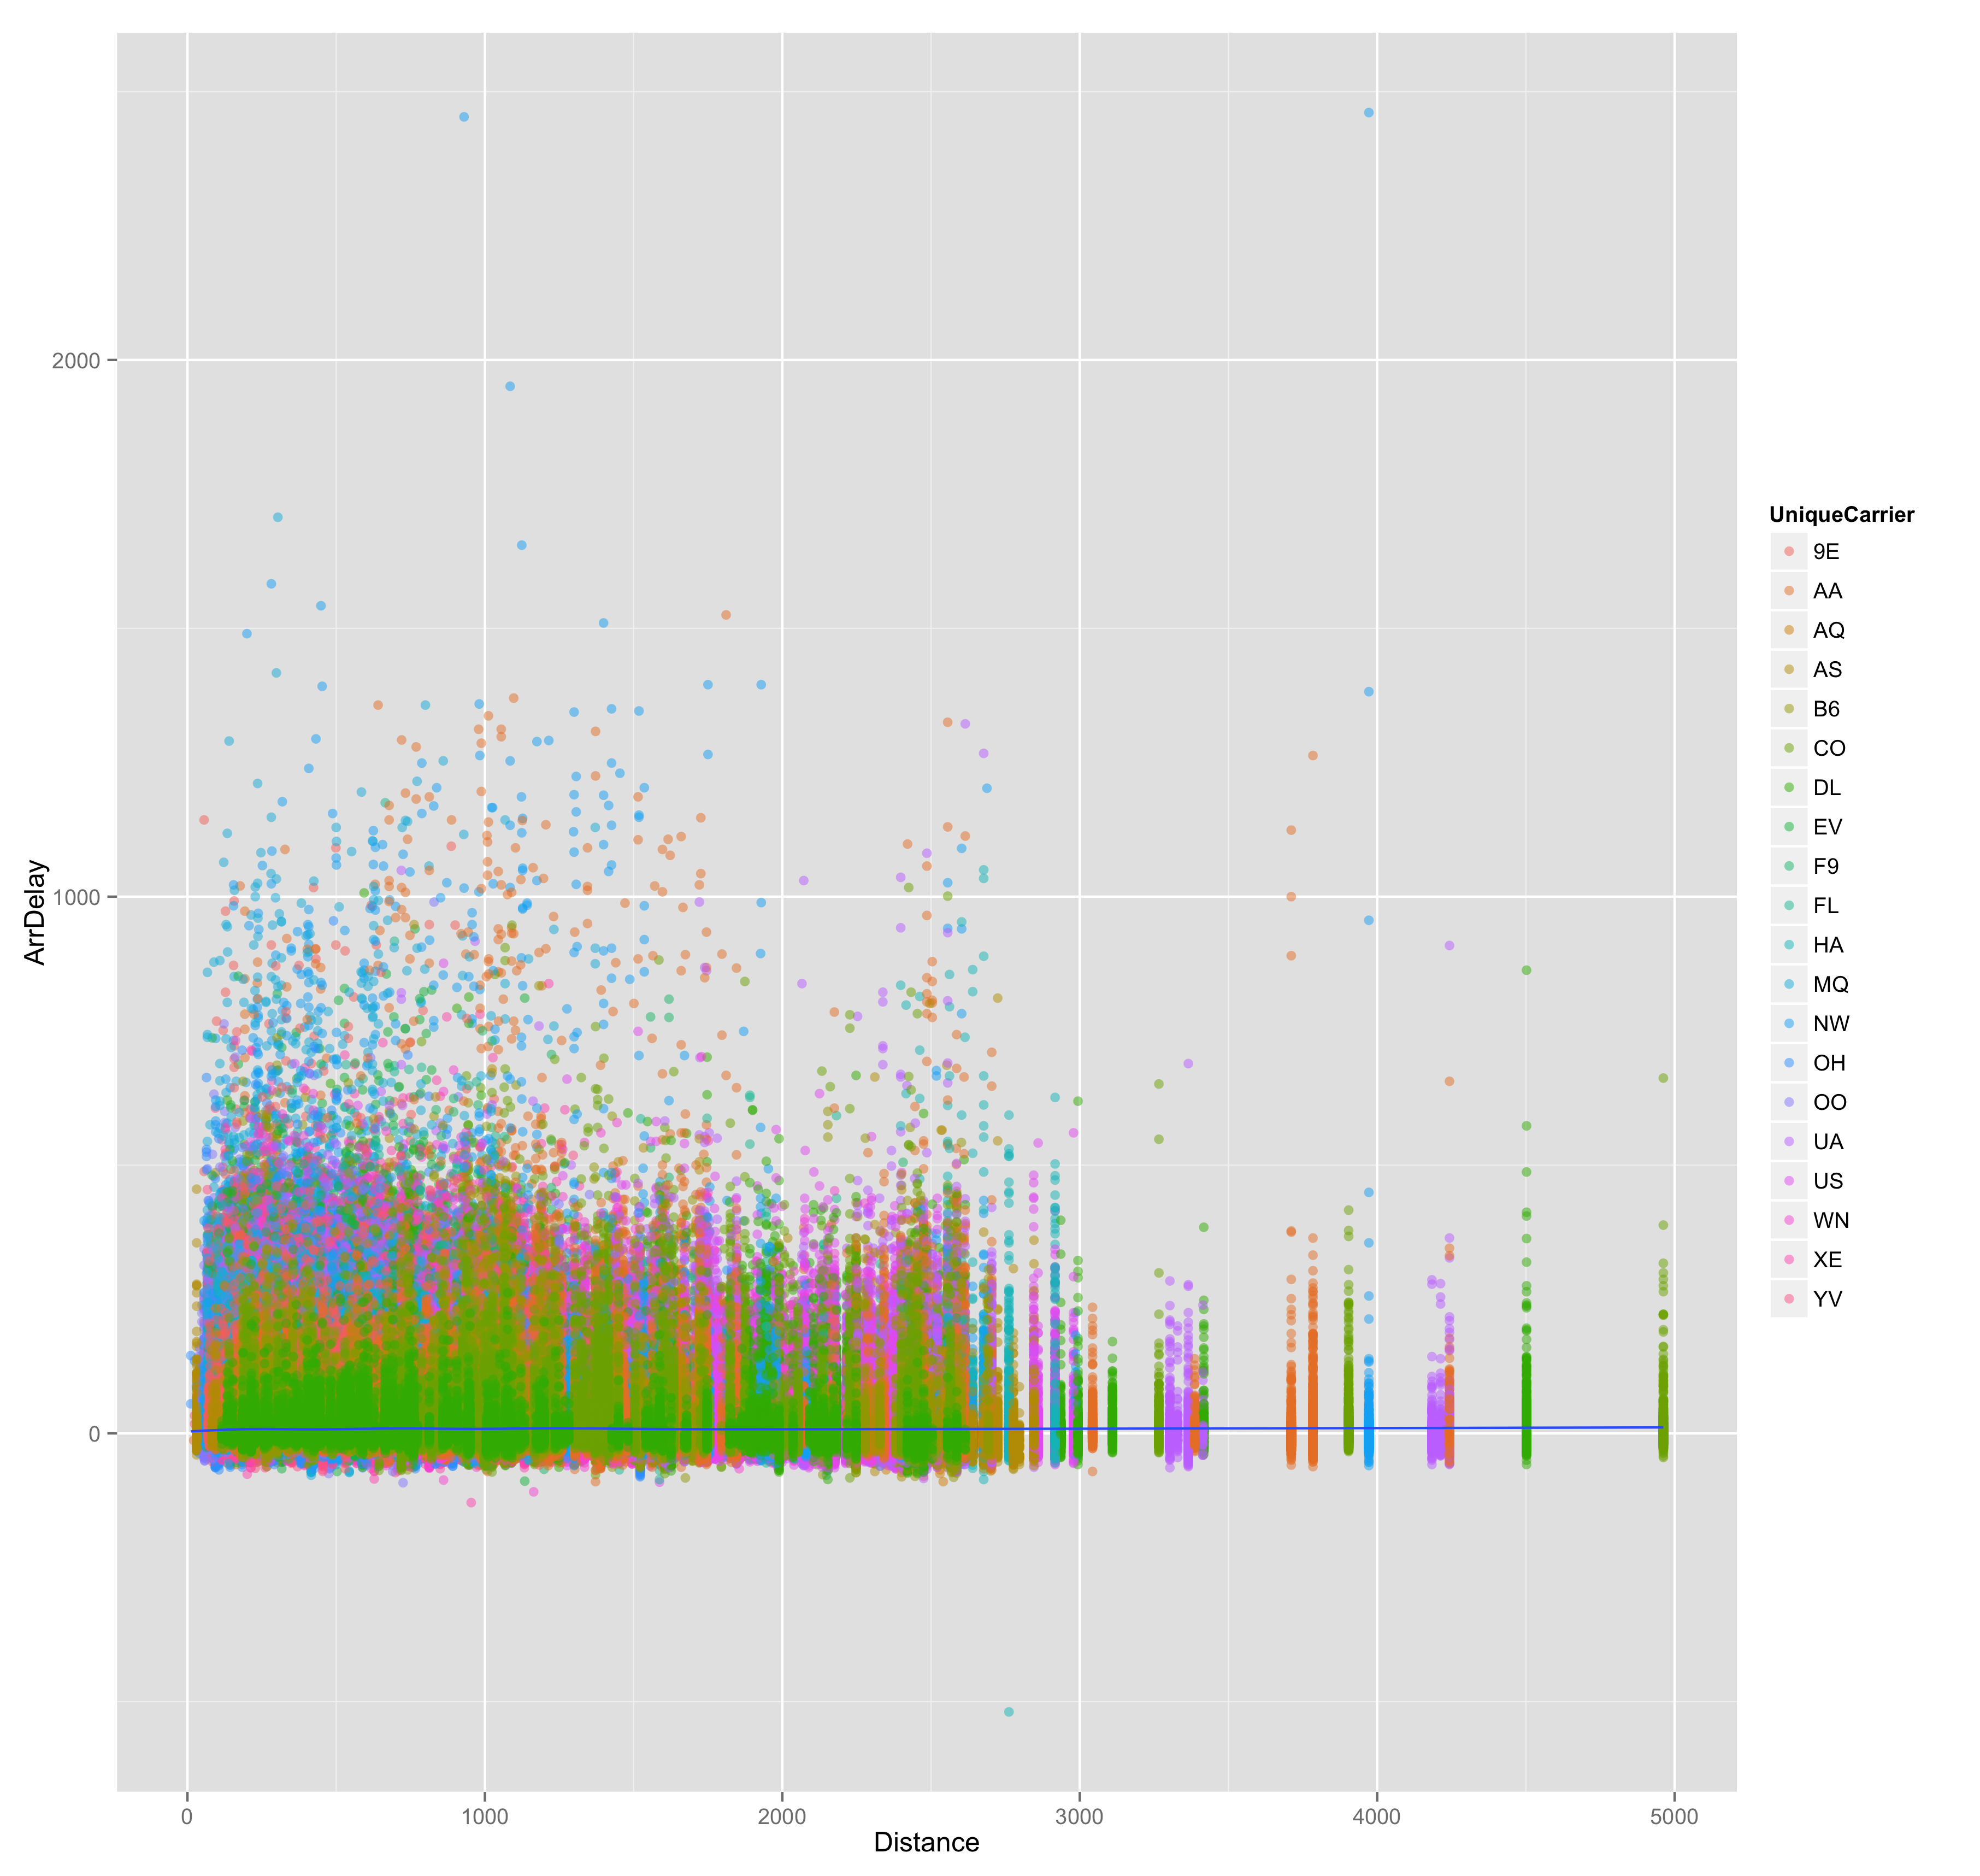 2000
1000
0
ArrDelay
0 1000 2000 3000 4000 5000
Distance
UniqueCarrier
9E
AA
AQ
AS
B6
CO
DL
EV
F9
FL
HA
MQ
NW
OH
OO
UA
US
WN
XE
YV